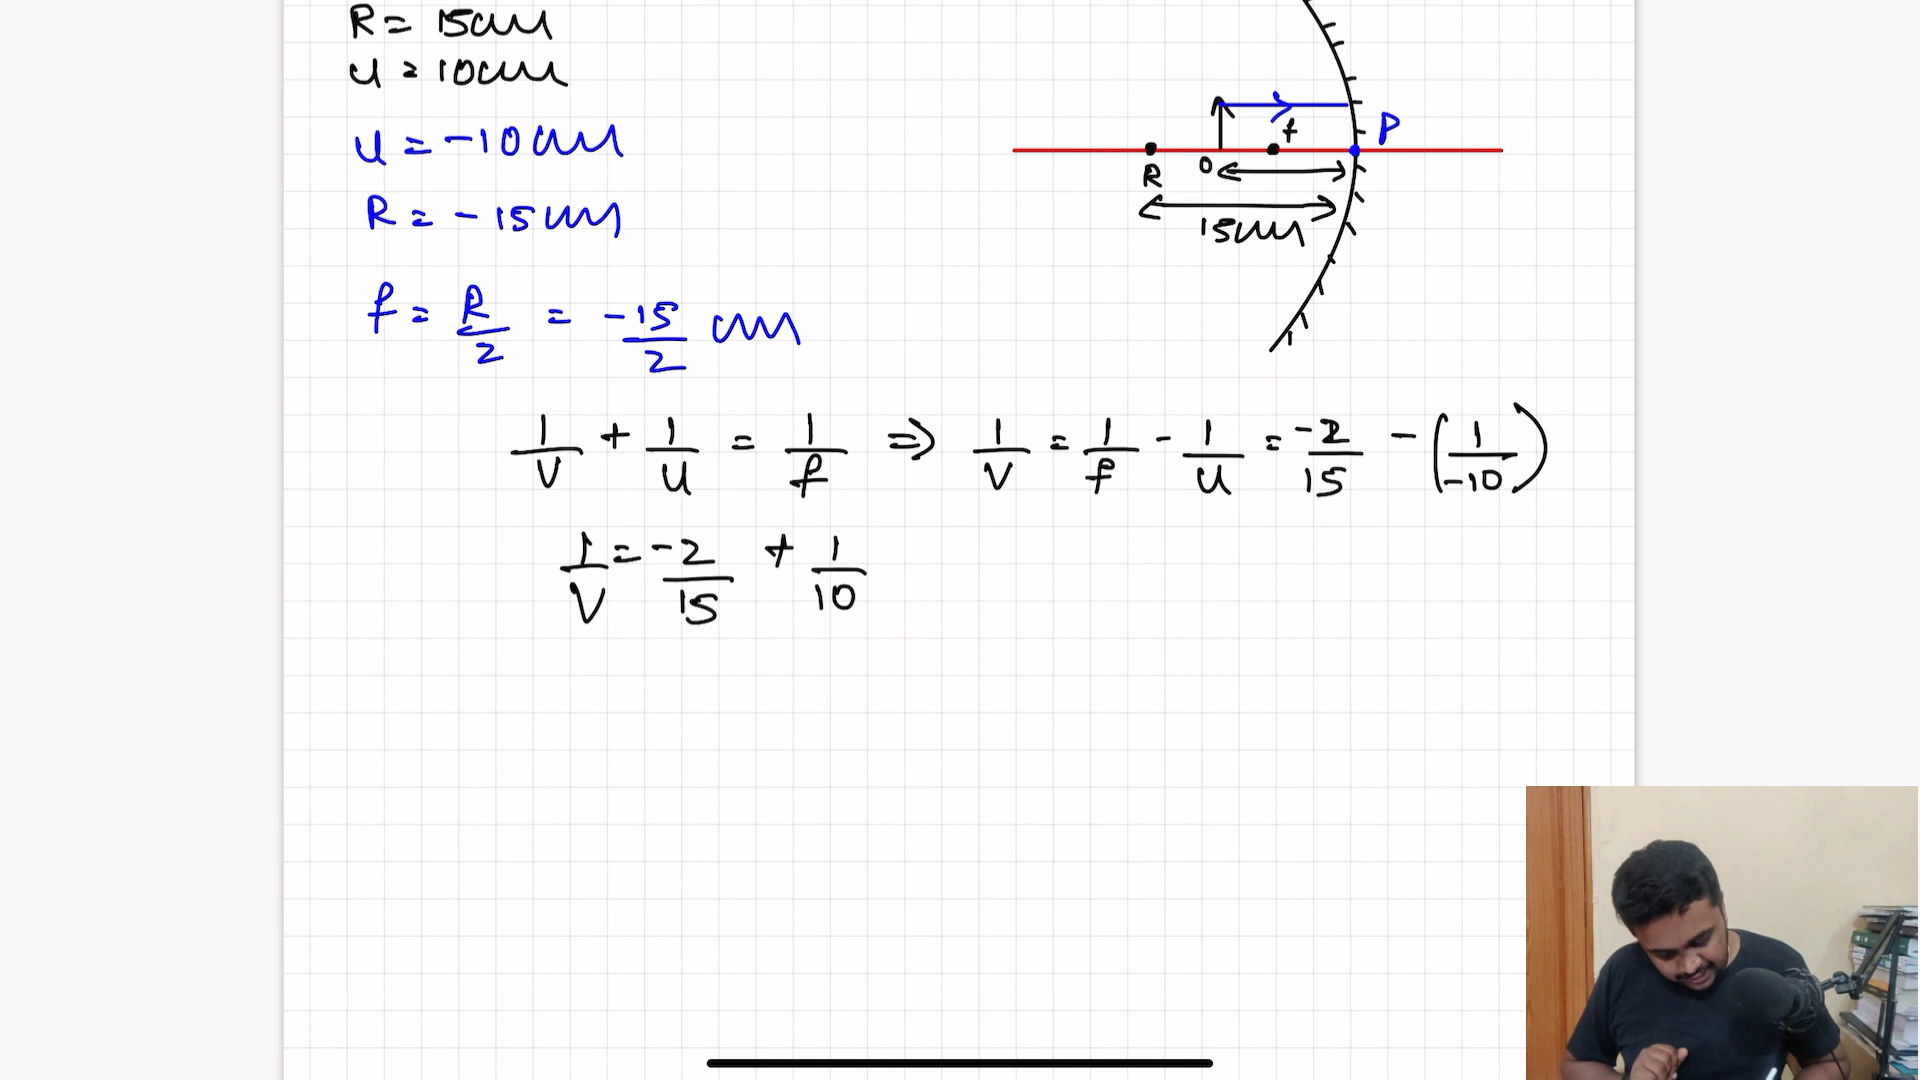 R = 15cm
u = 10cm
u = -10cm
R = -15cm
f = R/2 = -15/2 cm
P
f
R
O
15cm
1/v + 1/u = 1/f ⇒ 1/v = 1/f - 1/u = -2/15 - (1/-10)
1/v = -2/15 + 1/10